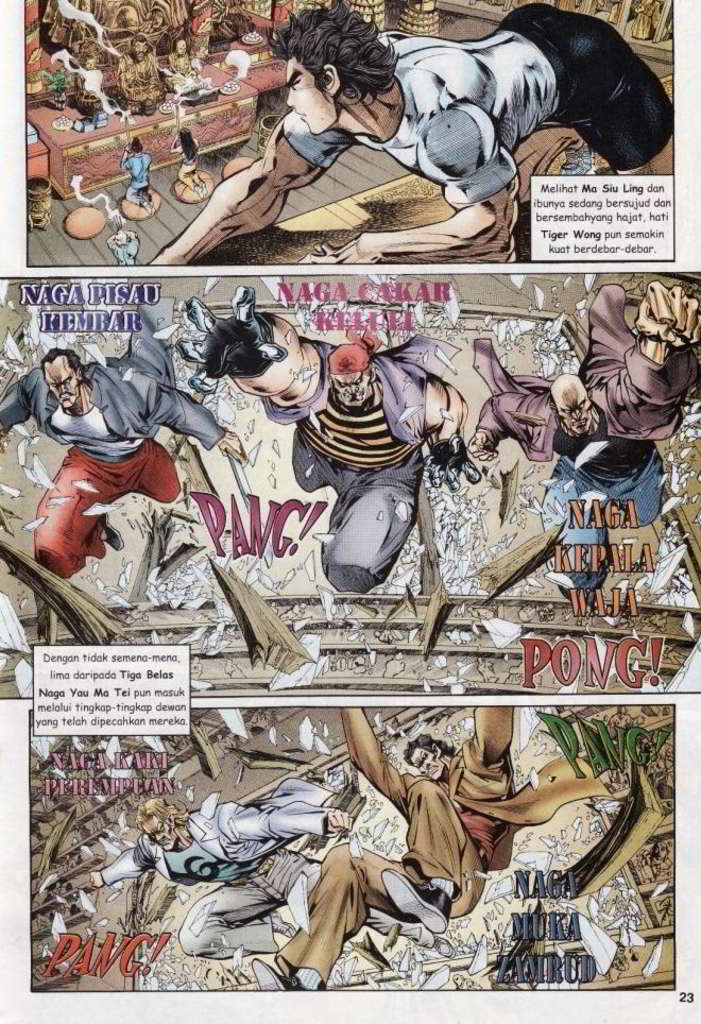 Melihat Ma Siu Ling dan
ibunya sedang bersujud dan
bersembahyang hajat, hati
Tiger Wong pun semakin
kuat berdebar-debar.
NAGA PISAU
KEMBAR
NAGA CAKAR
KELULI
PANG!
NAGA
KEPALA
WAJA
PONG!
Dengan tidak semena-mena,
lima daripada Tiga Belas
Naga Yau Ma Tei pun masuk
melalui tingkap-tingkap dewan
yang telah dipecahkan mereka.
NAGA KAKI
PEREMPUAN
PANG!
PANG!
NAGA
MUKA
ZAMRUD
23